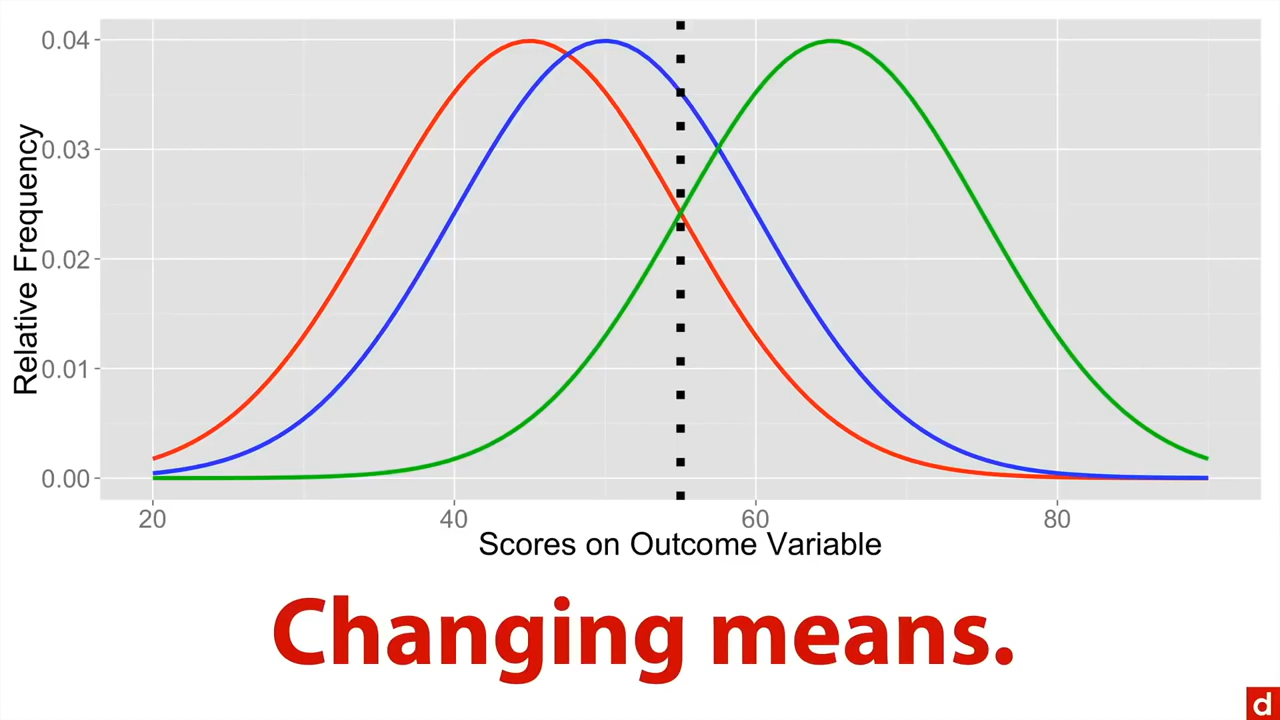 0.04
0.03
0.02
0.01
0.00
Relative Frequency
20 40 60 80
Scores on Outcome Variable
Changing means.
d